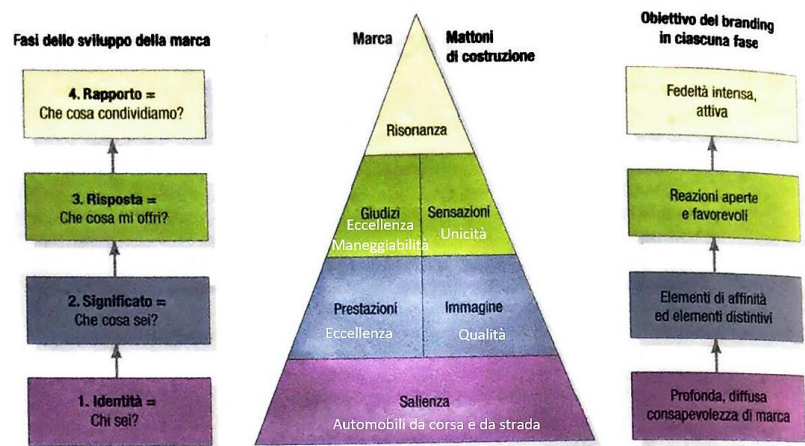 Fasi dello sviluppo della marca
4. Rapporto =
Che cosa condividiamo?
3. Risposta =
Che cosa mi offri?
2. Significato =
Che cosa sei?
1. Identità =
Chi sei?
Marca
Mattoni
di costruzione
Risonanza
Giudizi
Eccellenza
Maneggiabilità
Sensazioni
Unicità
Prestazioni
Eccellenza
Immagine
Qualità
Salienza
Automobili da corsa e da strada
Obiettivo del branding
in ciascuna fase
Fedeltà intensa,
attiva
Reazioni aperte
e favorevoli
Elementi di affinità
ed elementi distintivi
Profonda, diffusa
consapevolezza di marca